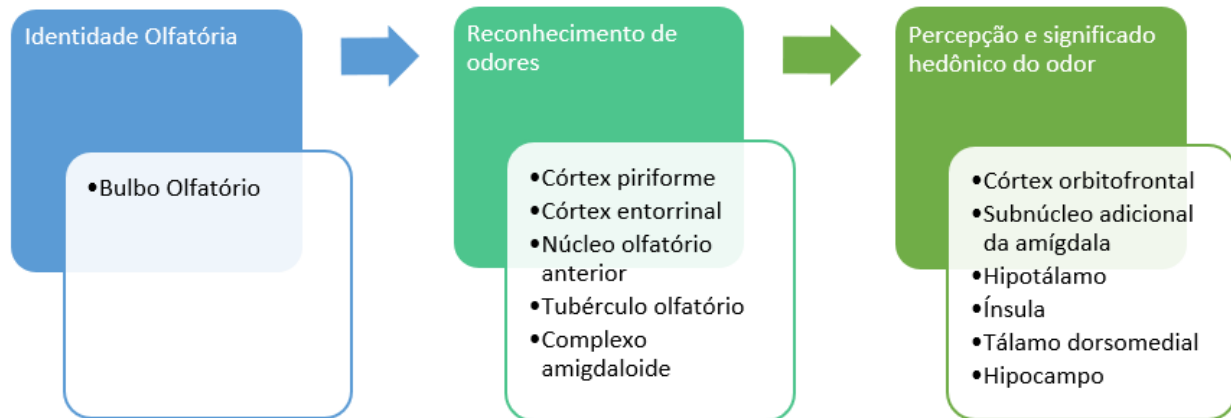 Identidade Olfatória
•Bulbo Olfatório
Reconhecimento de
odores
•Córtex piriforme
•Córtex entorrinal
•Núcleo olfatório
anterior
•Tubérculo olfatório
•Complexo
amigdaloide
Percepção e significado
hedônico do odor
•Córtex orbitofrontal
•Subnúcleo adicional
da amígdala
•Hipotálamo
•Ínsula
•Tálamo dorsomedial
•Hipocampo